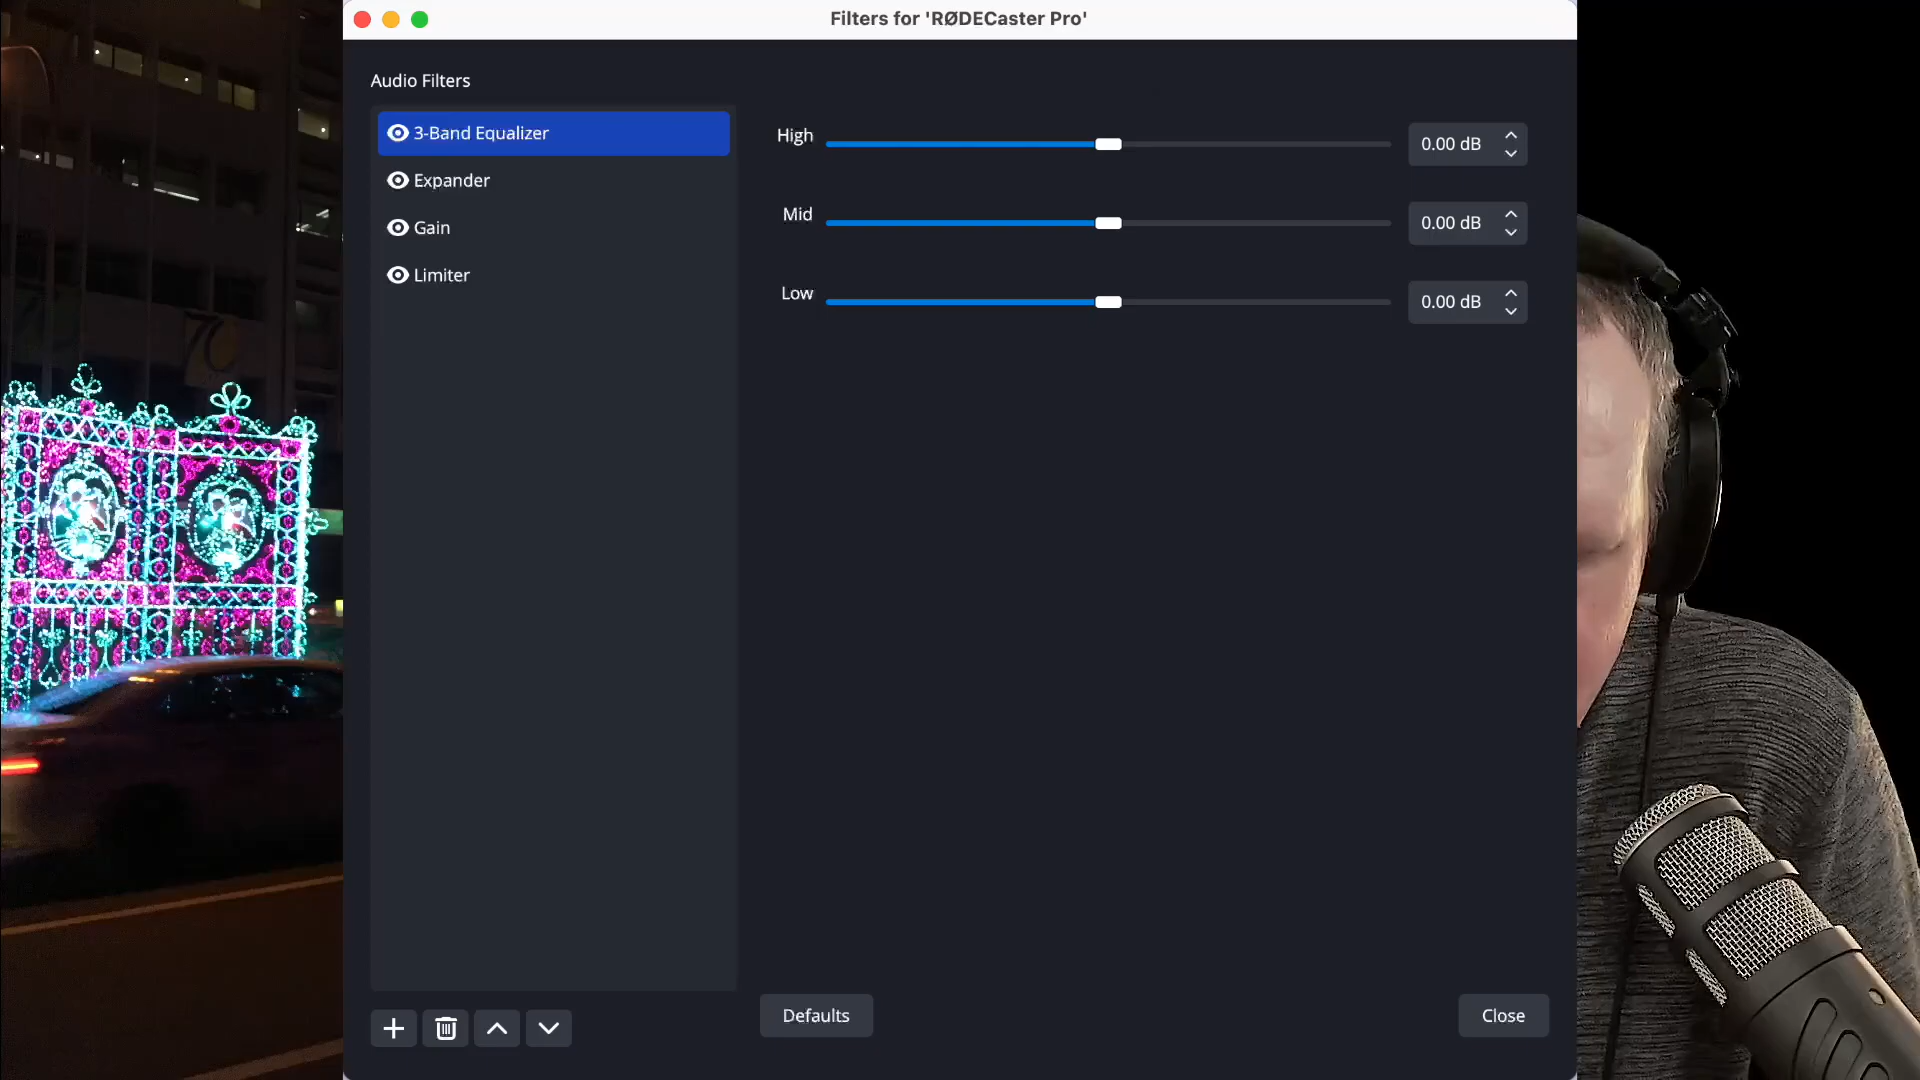 Filters for 'RØDECaster Pro'
Audio Filters
3-Band Equalizer
Expander
Gain
Limiter
High
0.00 dB
Mid
0.00 dB
Low
0.00 dB
Defaults
Close